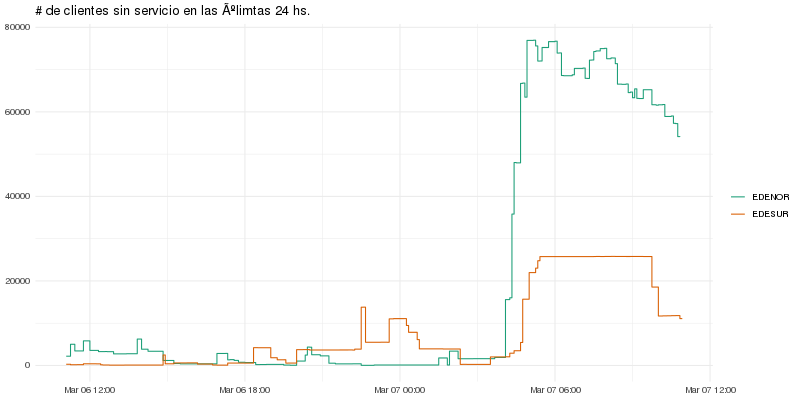 # de clientes sin servicio en las Ãºlimtas 24 hs.
80000
60000
40000
20000
0
Mar 06 12:00
Mar 06 18:00
Mar 07 00:00
Mar 07 06:00
Mar 07 12:00
EDENOR
EDESUR